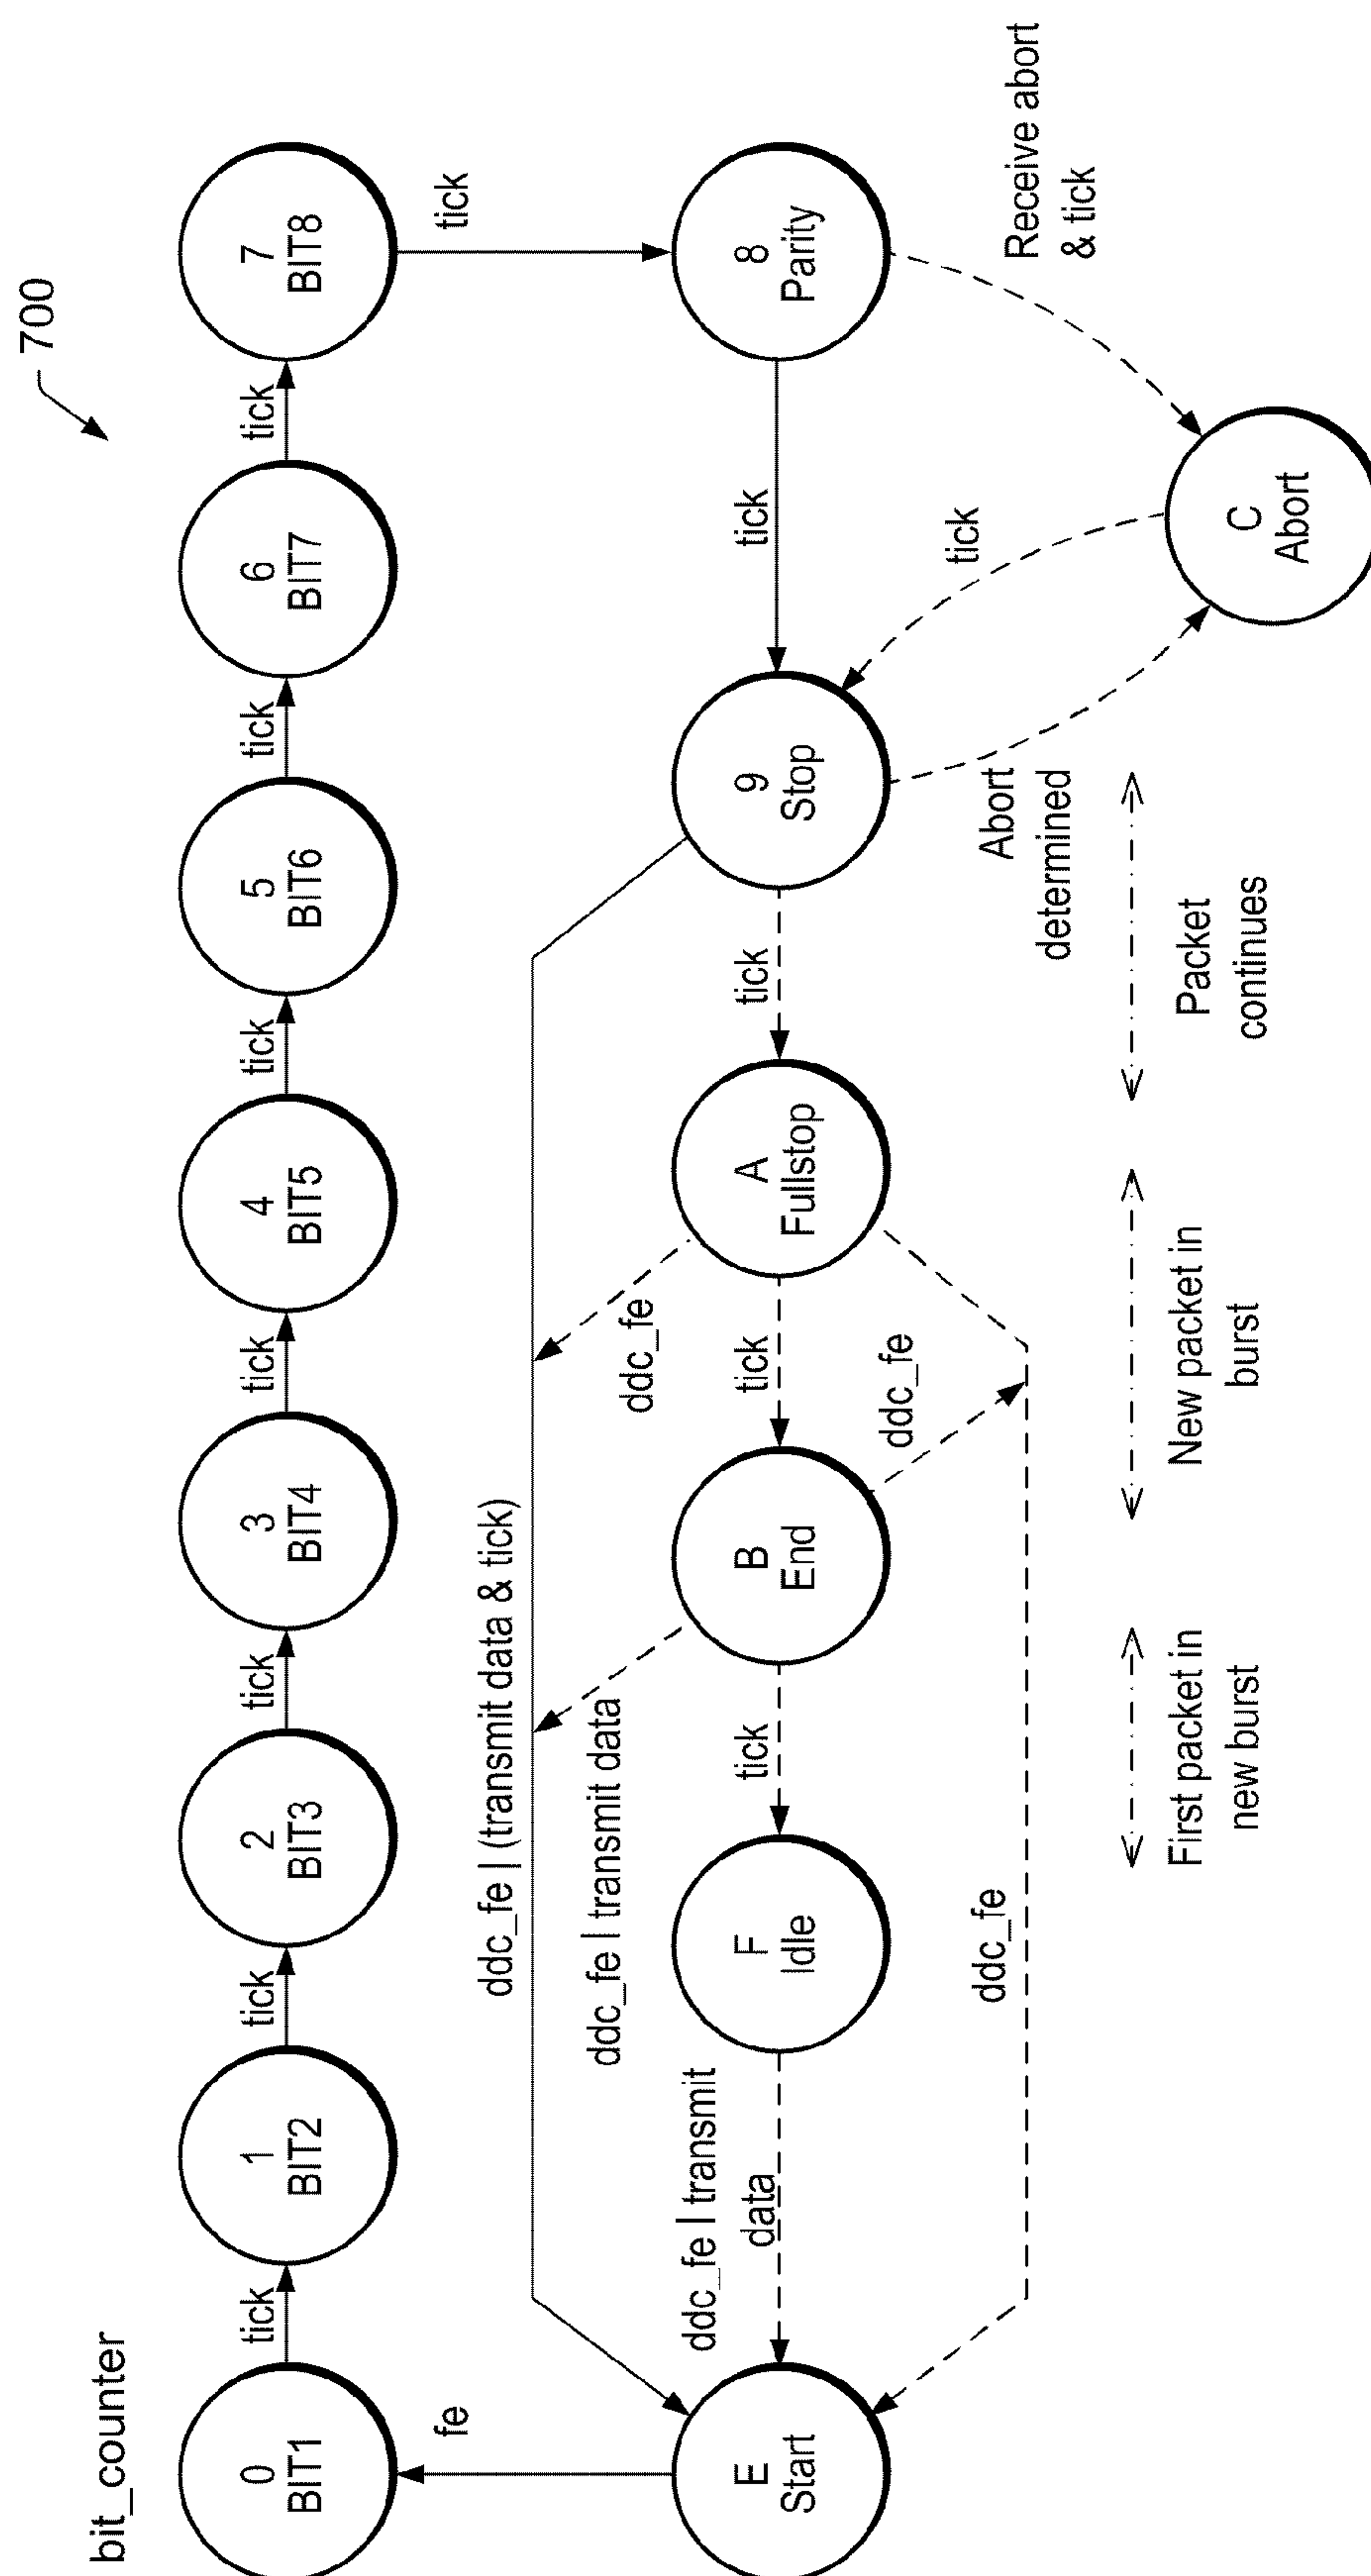 700
bit_counter
0
BIT1
tick
1
BIT2
tick
2
BIT3
tick
3
BIT4
tick
4
BIT5
tick
5
BIT6
tick
6
BIT7
tick
7
BIT8
fe
tick
ddc_fe | (transmit data & tick)
ddc_fe | transmit data
ddc_fe
E
Start
ddc_fe | transmit
data
F
Idle
tick
B
End
tick
A
Fullstop
tick
9
Stop
tick
8
Parity
ddc_fe
ddc_fe
Abort
determined
tick
Receive abort
& tick
C
Abort
First packet in
new burst
New packet in
burst
Packet
continues